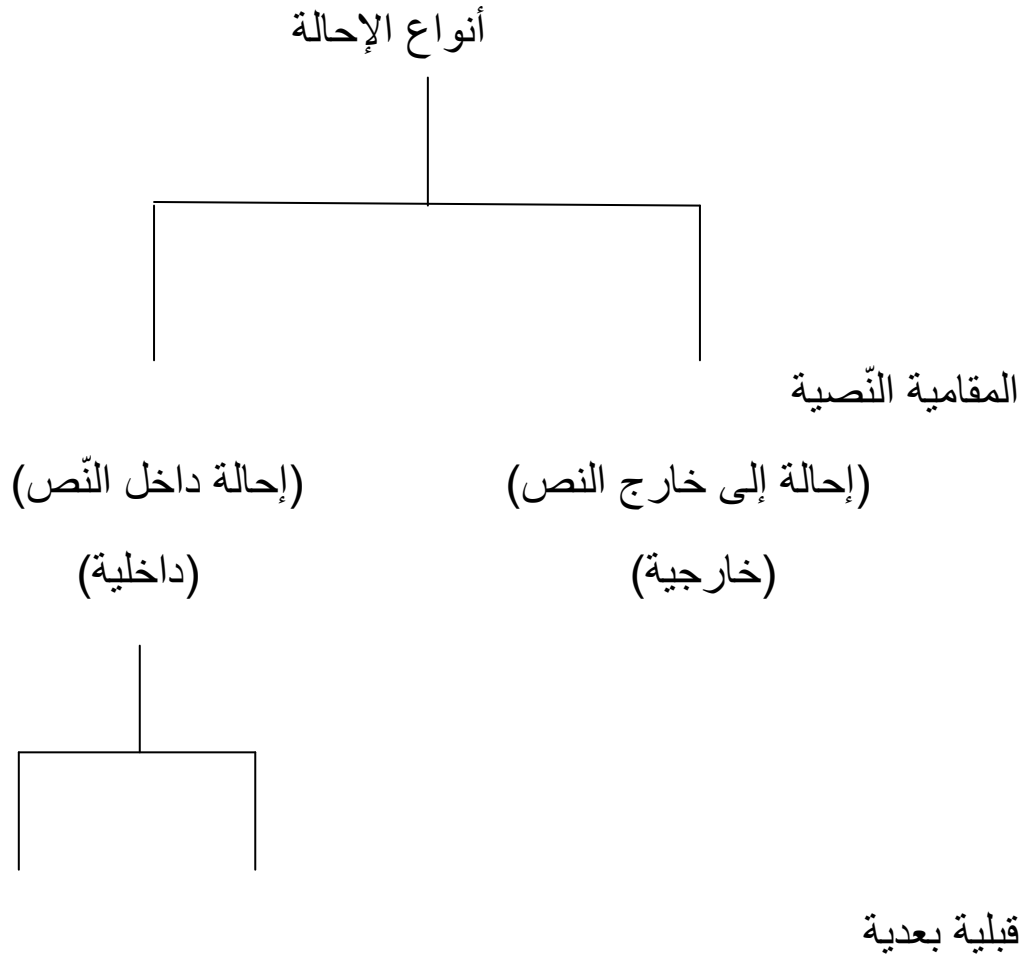 أنواع الإحالة
المقامية النّصية
(إحالة إلى خارج النص) (إحالة داخل النّص)
(خارجية) (داخلية)
قبلية بعدية